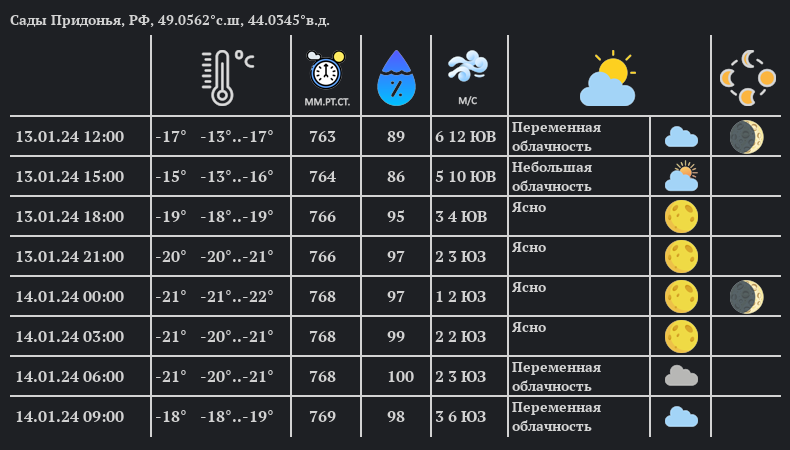 Сады Придонья, РФ, 49.0562°с.ш, 44.0345°в.д.
°C
ММ.РТ.СТ. % М/С
13.01.24 12:00 -17° -13°..-17° 763 89 6 12 ЮВ Переменная облачность
13.01.24 15:00 -15° -13°..-16° 764 86 5 10 ЮВ Небольшая облачность
13.01.24 18:00 -19° -18°..-19° 766 95 3 4 ЮВ Ясно
13.01.24 21:00 -20° -20°..-21° 766 97 2 3 ЮЗ Ясно
14.01.24 00:00 -21° -21°..-22° 768 97 1 2 ЮЗ Ясно
14.01.24 03:00 -21° -20°..-21° 768 99 2 2 ЮЗ Ясно
14.01.24 06:00 -21° -20°..-21° 768 100 2 3 ЮЗ Переменная облачность
14.01.24 09:00 -18° -18°..-19° 769 98 3 6 ЮЗ Переменная облачность